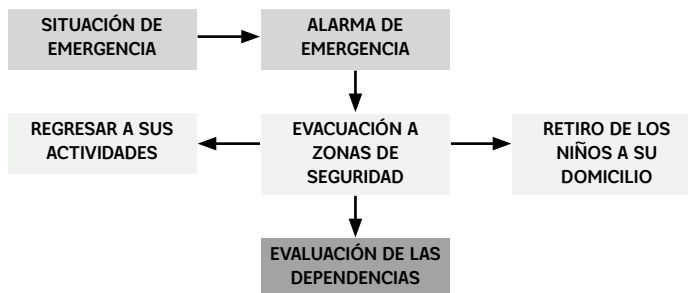 SITUACIÓN DE
EMERGENCIA
ALARMA DE
EMERGENCIA
REGRESAR A SUS
ACTIVIDADES
EVACUACIÓN A
ZONAS DE
SEGURIDAD
RETIRO DE LOS
NIÑOS A SU
DOMICILIO
EVALUACIÓN DE LAS
DEPENDENCIAS